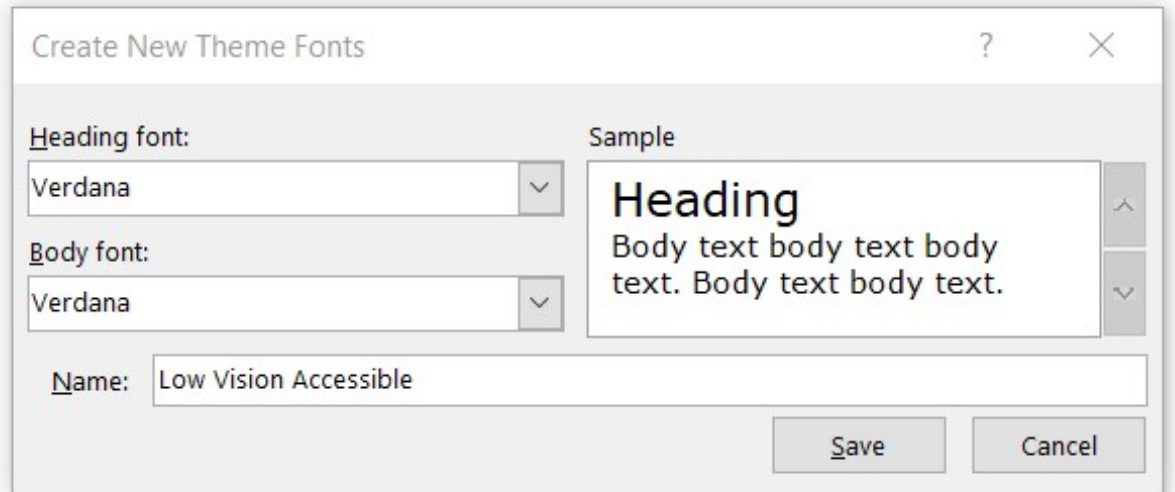 Create New Theme Fonts ?
Heading font:
Verdana
Body font:
Verdana
Sample
Heading
Body text body text body
text. Body text body text.
Name: Low Vision Accessible
Save Cancel